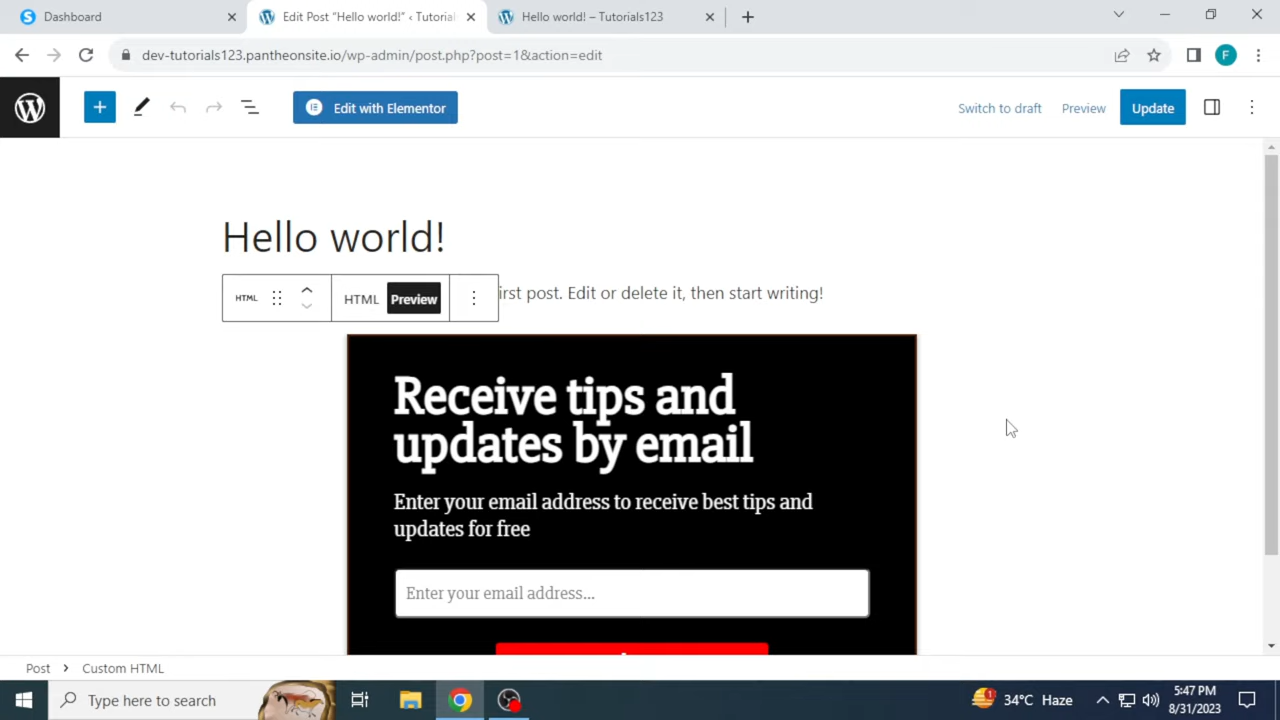 Dashboard
Edit Post “Hello world!” ‹ Tutorial
Hello world! – Tutorials123
dev-tutorials123.pantheonsite.io/wp-admin/post.php?post=1&action=edit
F
Edit with Elementor
Switch to draft
Preview
Update
Hello world!
HTML
HTML
Preview
irst post. Edit or delete it, then start writing!
Receive tips and
updates by email
Enter your email address to receive best tips and
updates for free
Enter your email address...
Post
Custom HTML
Type here to search
1
34°C Haze
5:47 PM
8/31/2023